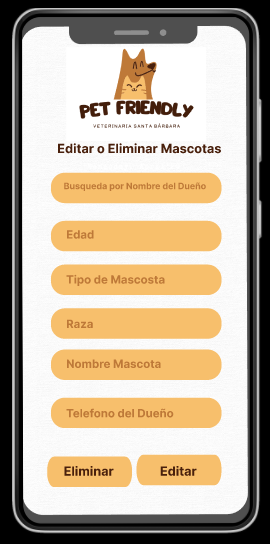 PET FRIENDLY
VETERINARIA SANTA BÁRBARA
Editar o Eliminar Mascotas
Busqueda por Nombre del Dueño
Edad
Tipo de Mascosta
Raza
Nombre Mascota
Telefono del Dueño
Eliminar
Editar